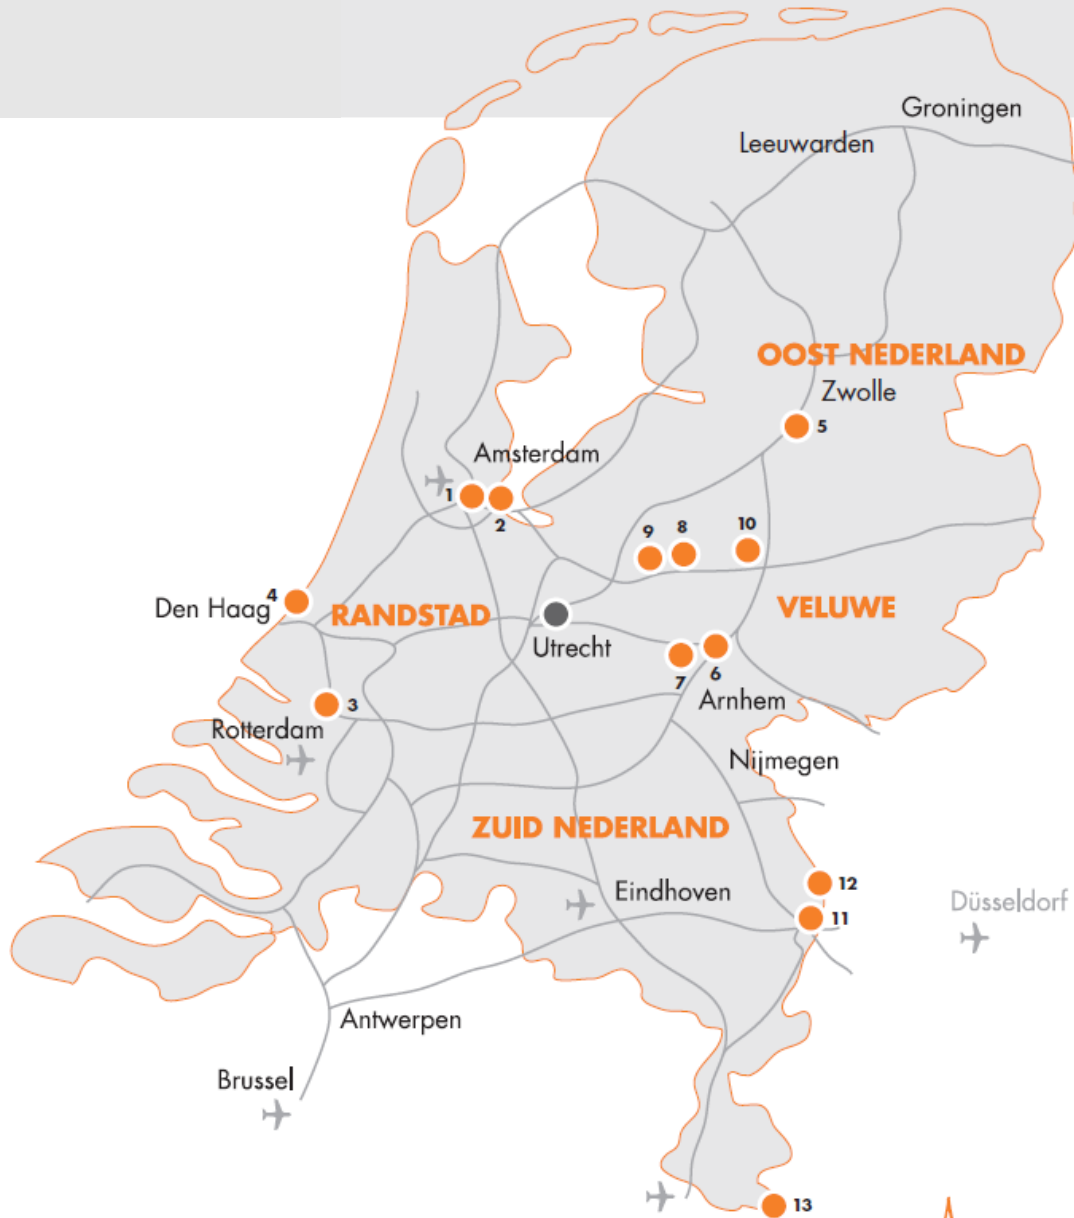 Groningen
Leeuwarden
OOST NEDERLAND
Zwolle
5
Amsterdam
1
2
9
8
10
4
Den Haag
RANDSTAD
VELUWE
Utrecht
7
6
Arnhem
3
Rotterdam
Nijmegen
ZUID NEDERLAND
12
Eindhoven
11
Düsseldorf
Antwerpen
Brussel
13